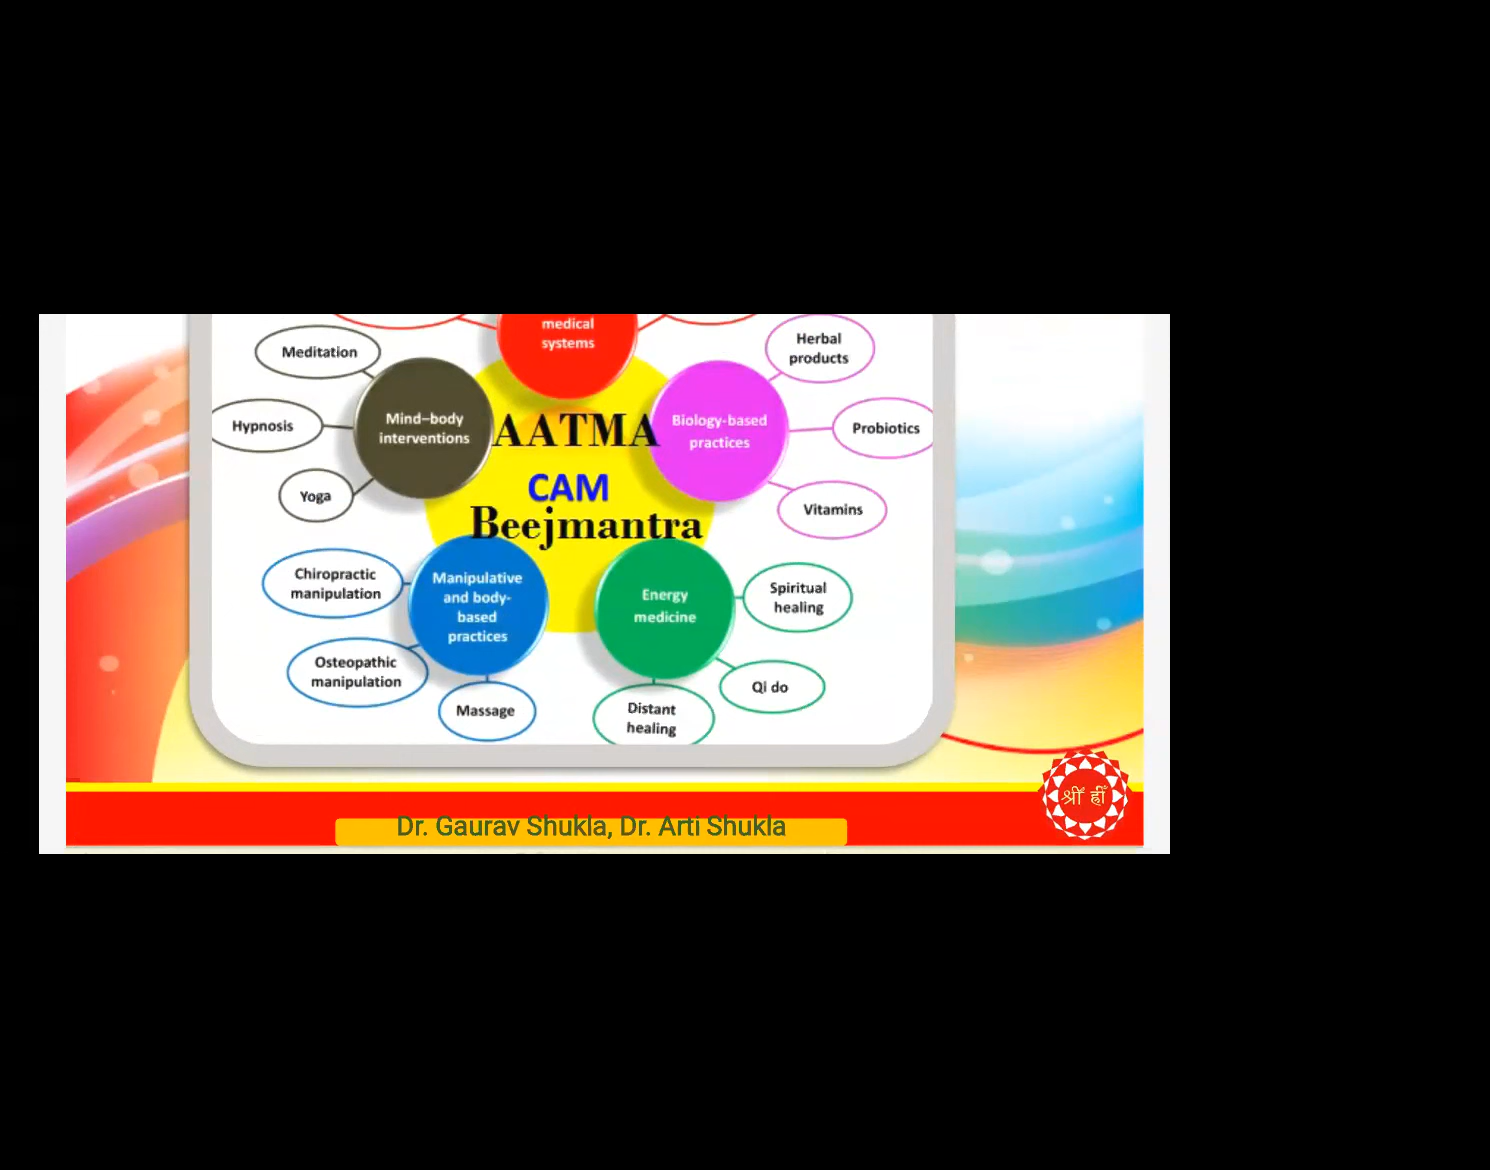 medical
systems
Meditation
Hypnosis
Yoga
Mind–body
interventions
Herbal
products
Probiotics
Vitamins
Biology-based
practices
AATMA
CAM
Beejmantra
Chiropractic
manipulation
Osteopathic
manipulation
Massage
Manipulative
and body-
based
practices
Energy
medicine
Spiritual
healing
Qi do
Distant
healing
श्रीं ह्रीं
Dr. Gaurav Shukla, Dr. Arti Shukla